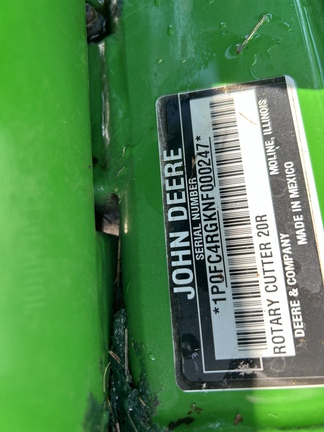 JOHN DEERE
SERIAL NUMBER
*1P0FC4RGKNF000247*
ROTARY CUTTER 20R
MOLINE, ILLINOIS
DEERE & COMPANY
MADE IN MEXICO